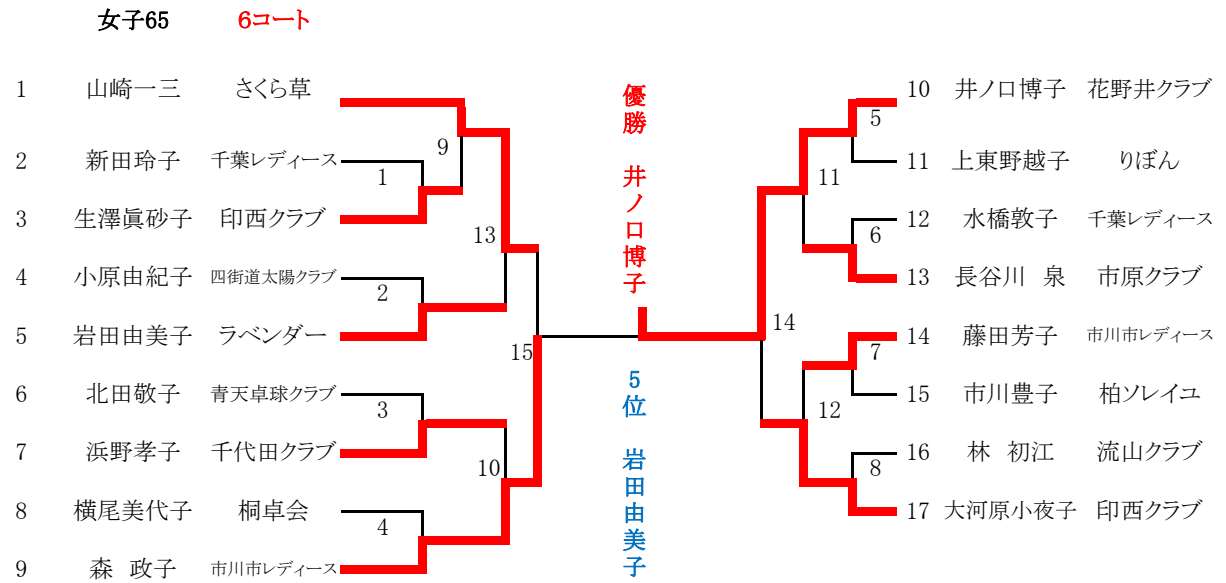 女子65 6コート
1 山崎一三 さくら草
2 新田玲子 千葉レディース
3 生澤眞砂子 印西クラブ
4 小原由紀子 四街道太陽クラブ
5 岩田由美子 ラベンダー
6 北田敬子 青天卓球クラブ
7 浜野孝子 千代田クラブ
8 横尾美代子 桐卓会
9 森 政子 市川市レディース
1
2
3
4
9
10
13
15
優勝 井ノ口博子
5位 岩田由美子
14
11
12
5
6
7
8
10 井ノ口博子 花野井クラブ
11 上東野越子 りぼん
12 水橋敦子 千葉レディース
13 長谷川 泉 市原クラブ
14 藤田芳子 市川市レディース
15 市川豊子 柏ソレイユ
16 林 初江 流山クラブ
17 大河原小夜子 印西クラブ